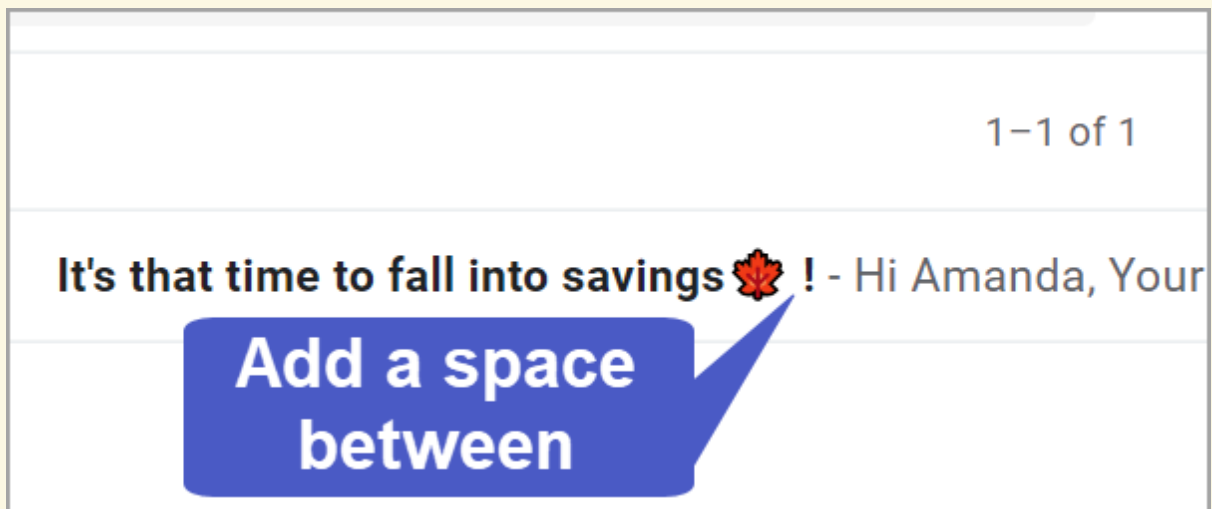 1–1 of 1
It's that time to fall into savings🍁 ! - Hi Amanda, Your
Add a space
between